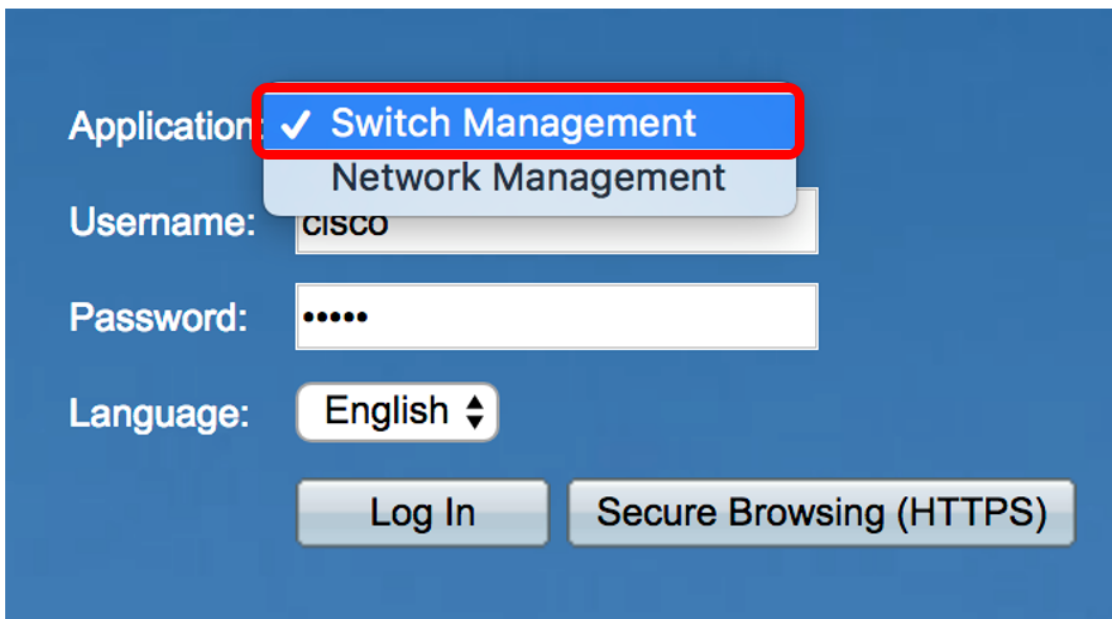 Application: ✓ Switch Management
Network Management
Username: cisco
Password: •••••
Language: English
Log In Secure Browsing (HTTPS)